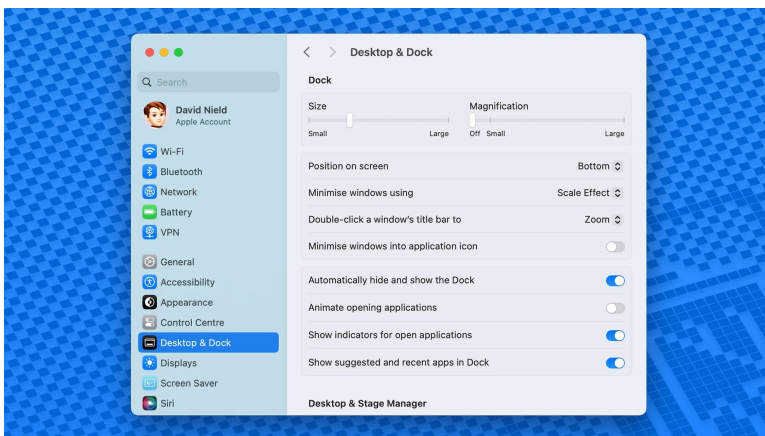 Search
David Nield
Apple Account
Wi-Fi
Bluetooth
Network
Battery
VPN
General
Accessibility
Appearance
Control Centre
Desktop & Dock
Displays
Screen Saver
Siri
Desktop & Dock
Dock
Size
Magnification
Small Large
Off Small Large
Position on screen Bottom
Minimise windows using Scale Effect
Double-click a window's title bar to Zoom
Minimise windows into application icon
Automatically hide and show the Dock
Animate opening applications
Show indicators for open applications
Show suggested and recent apps in Dock
Desktop & Stage Manager